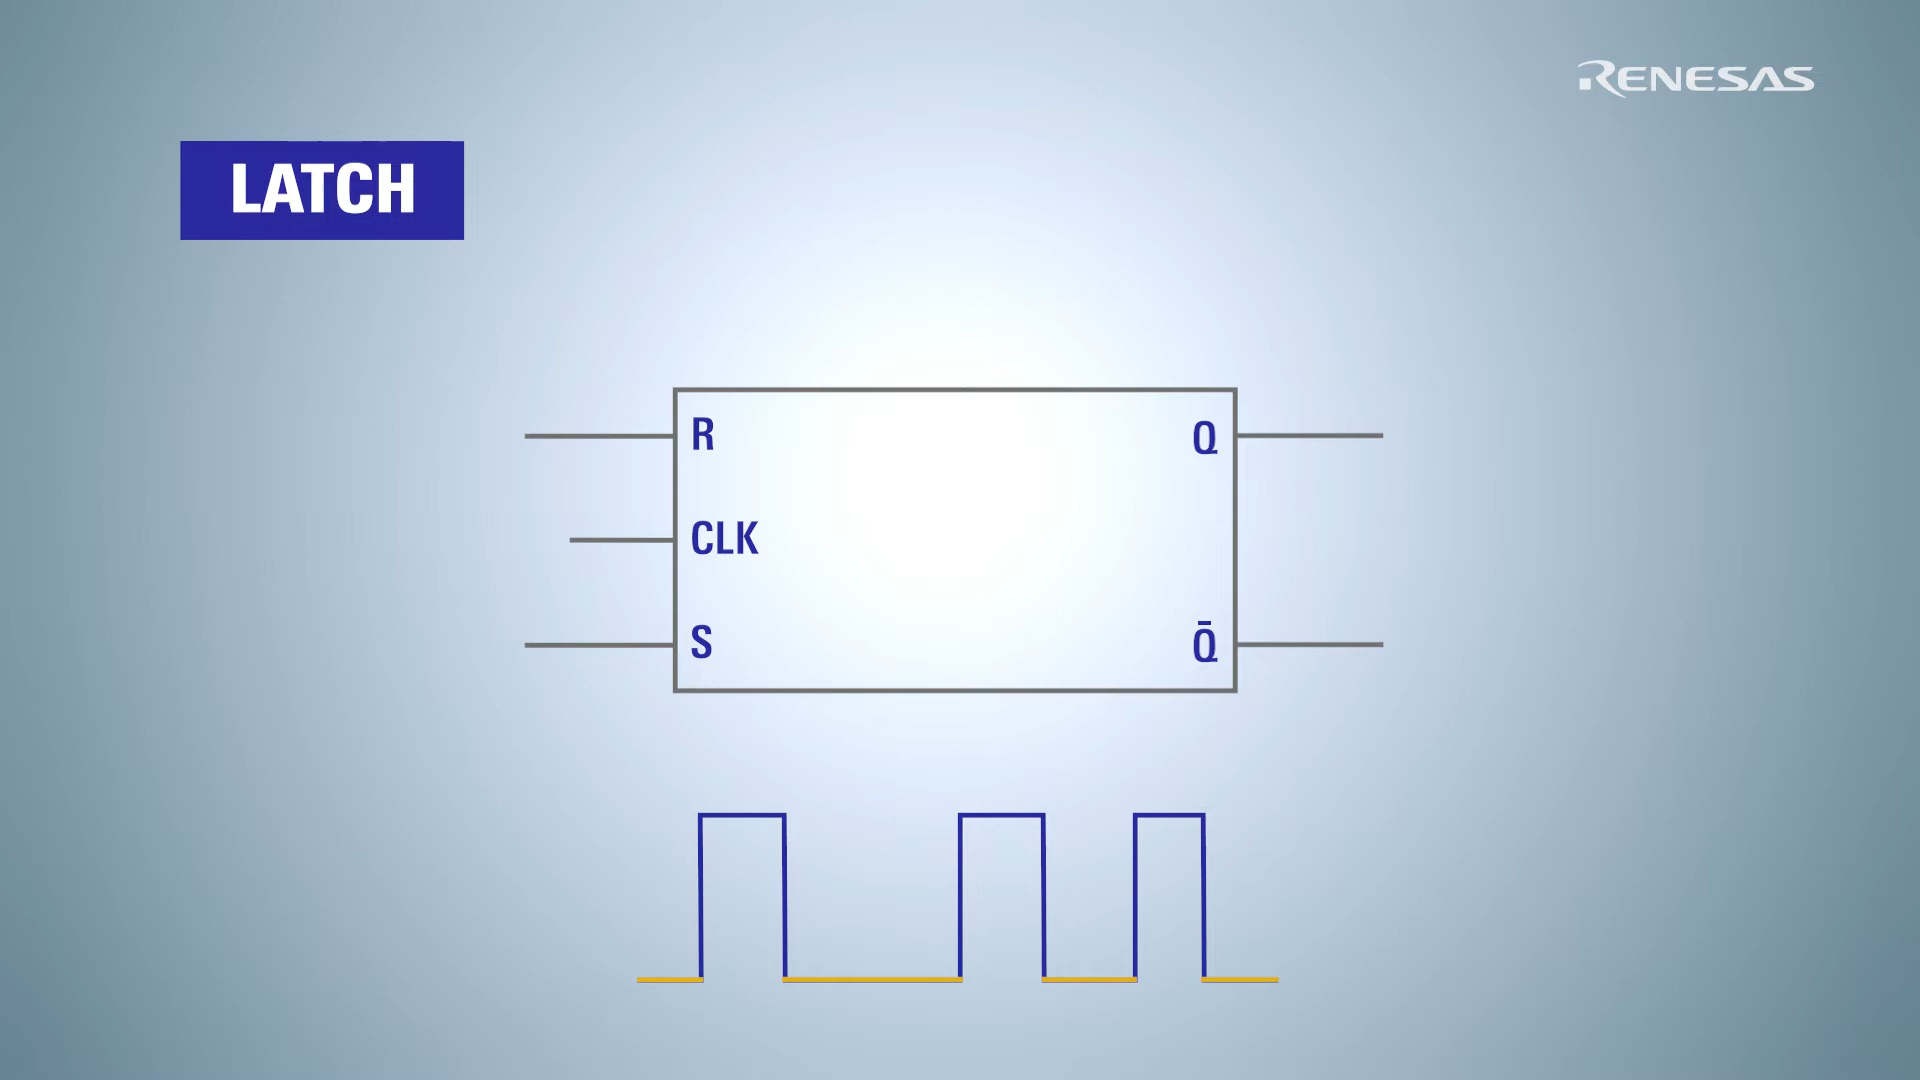 RENESAS
LATCH
R
Q
CLK
S
Q̄